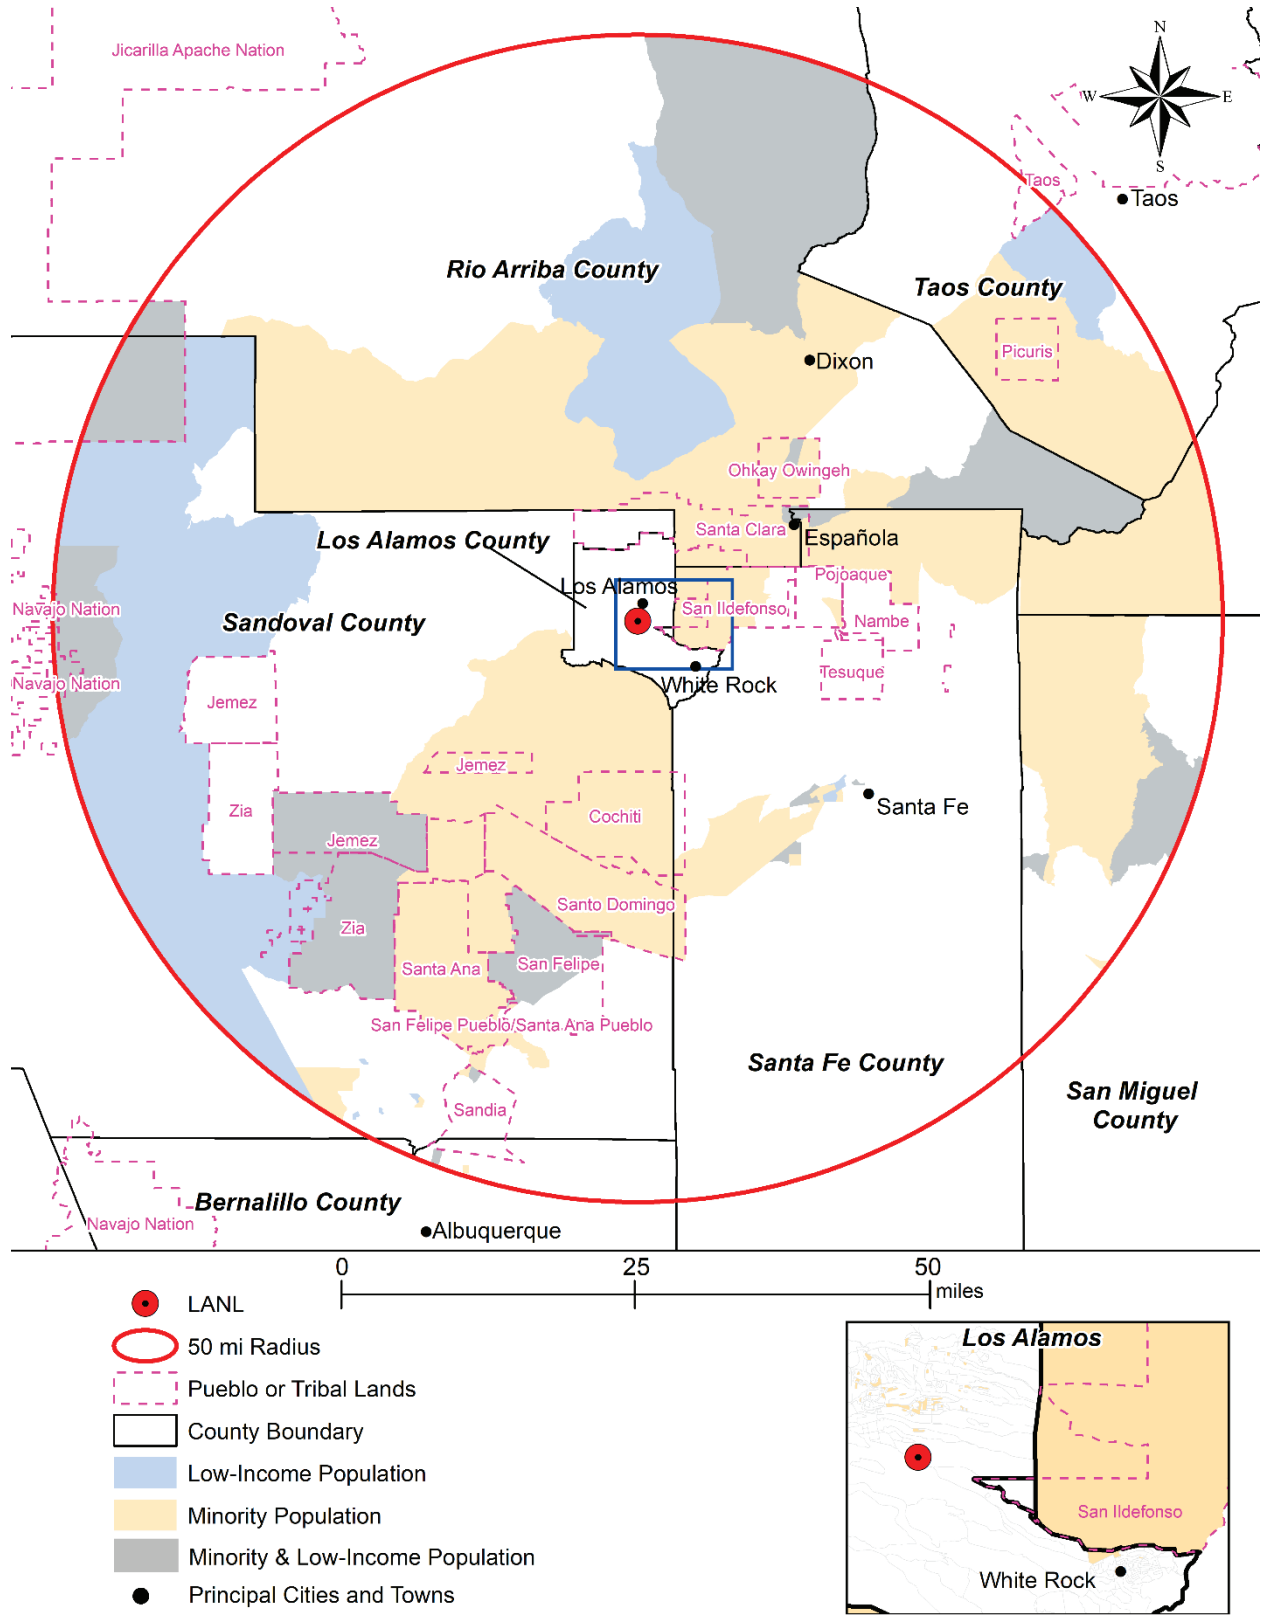 Jicarilla Apache Nation
N
W
E
S
Taos
Taos
Rio Arriba County
Taos County
Picuris
Dixon
Ohkay Owingeh
Santa Clara
Española
Los Alamos County
Pojoaque
Los Alamos
Navajo Nation
San Ildefonso
Nambe
Sandoval County
Tesuque
Navajo Nation
White Rock
Jemez
Jemez
Zia
Cochiti
Santa Fe
Jemez
Santo Domingo
Zia
San Felipe
Santa Ana
San Felipe Pueblo/Santa Ana Pueblo
Santa Fe County
San Miguel
County
Sandia
Bernalillo County
Navajo Nation
Albuquerque
0
25
50
miles
LANL
50 mi Radius
Pueblo or Tribal Lands
County Boundary
Low-Income Population
Minority Population
Minority & Low-Income Population
Principal Cities and Towns
Los Alamos
San Ildefonso
White Rock